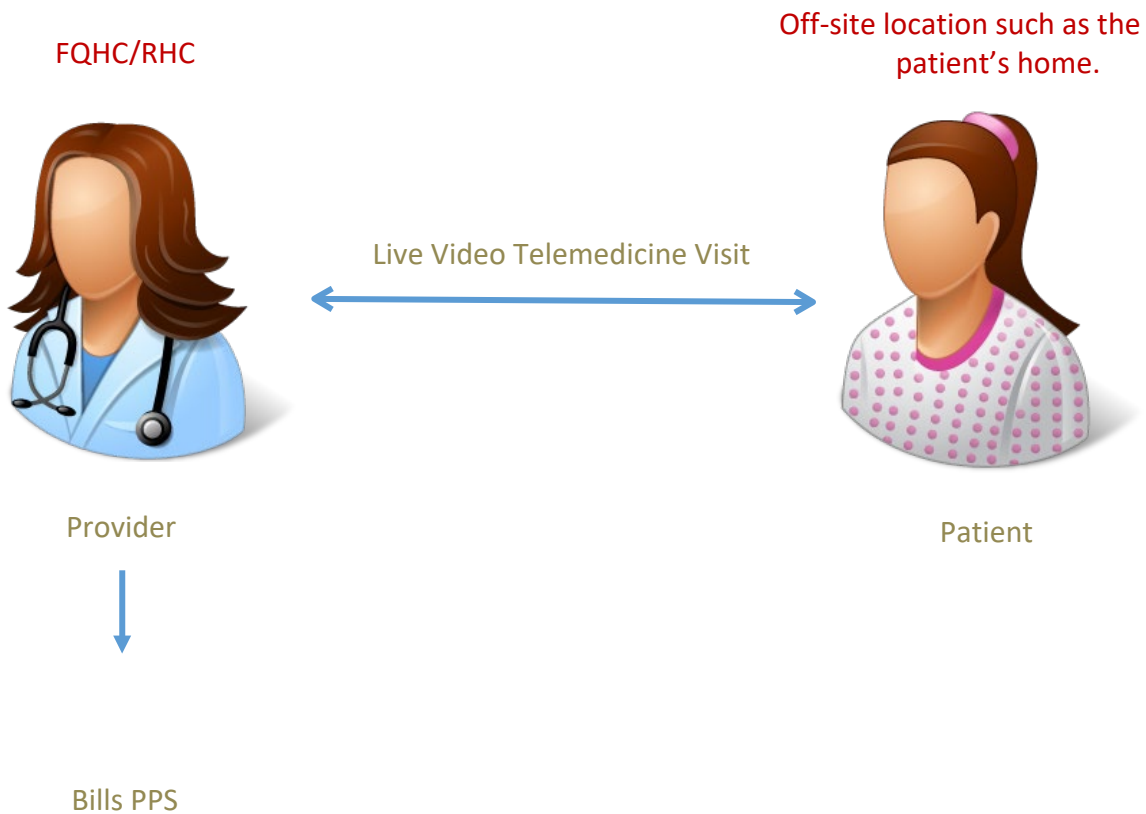 FQHC/RHC
Off-site location such as the
patient’s home.
Live Video Telemedicine Visit
Provider
Patient
Bills PPS